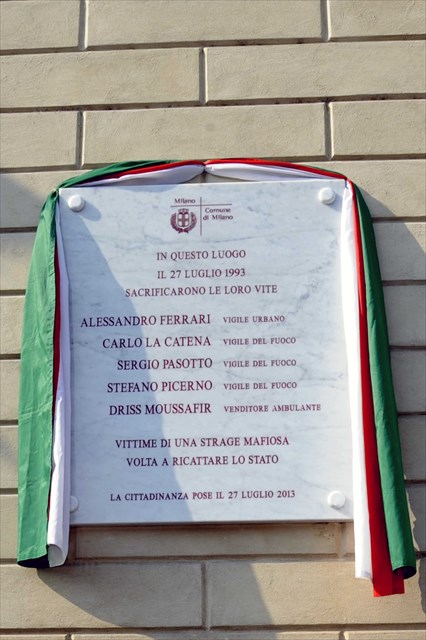 Milano
Comune
di Milano
IN QUESTO LUOGO
IL 27 LUGLIO 1993
SACRIFICARONO LE LORO VITE
ALESSANDRO FERRARI VIGILE URBANO
CARLO LA CATENA VIGILE DEL FUOCO
SERGIO PASOTTO VIGILE DEL FUOCO
STEFANO PICERNO VIGILE DEL FUOCO
DRISS MOUSSAFIR VENDITORE AMBULANTE
VITTIME DI UNA STRAGE MAFIOSA
VOLTA A RICATTARE LO STATO
LA CITTADINANZA POSE IL 27 LUGLIO 2013